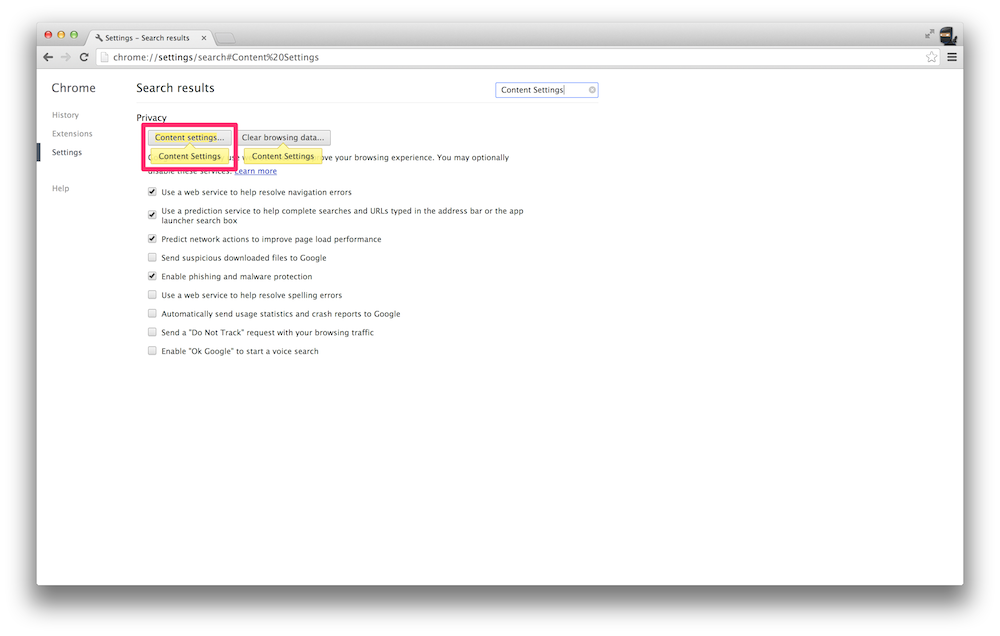 Settings – Search results
chrome://settings/search#Content%20Settings
Chrome
Search results
Content Settings
History
Extensions
Settings
Help
Privacy
Content settings...
Clear browsing data...
Content Settings
Content Settings
ve your browsing experience. You may optionally
disable these services. Learn more
Use a web service to help resolve navigation errors
Use a prediction service to help complete searches and URLs typed in the address bar or the app
launcher search box
Predict network actions to improve page load performance
Send suspicious downloaded files to Google
Enable phishing and malware protection
Use a web service to help resolve spelling errors
Automatically send usage statistics and crash reports to Google
Send a "Do Not Track" request with your browsing traffic
Enable "Ok Google" to start a voice search